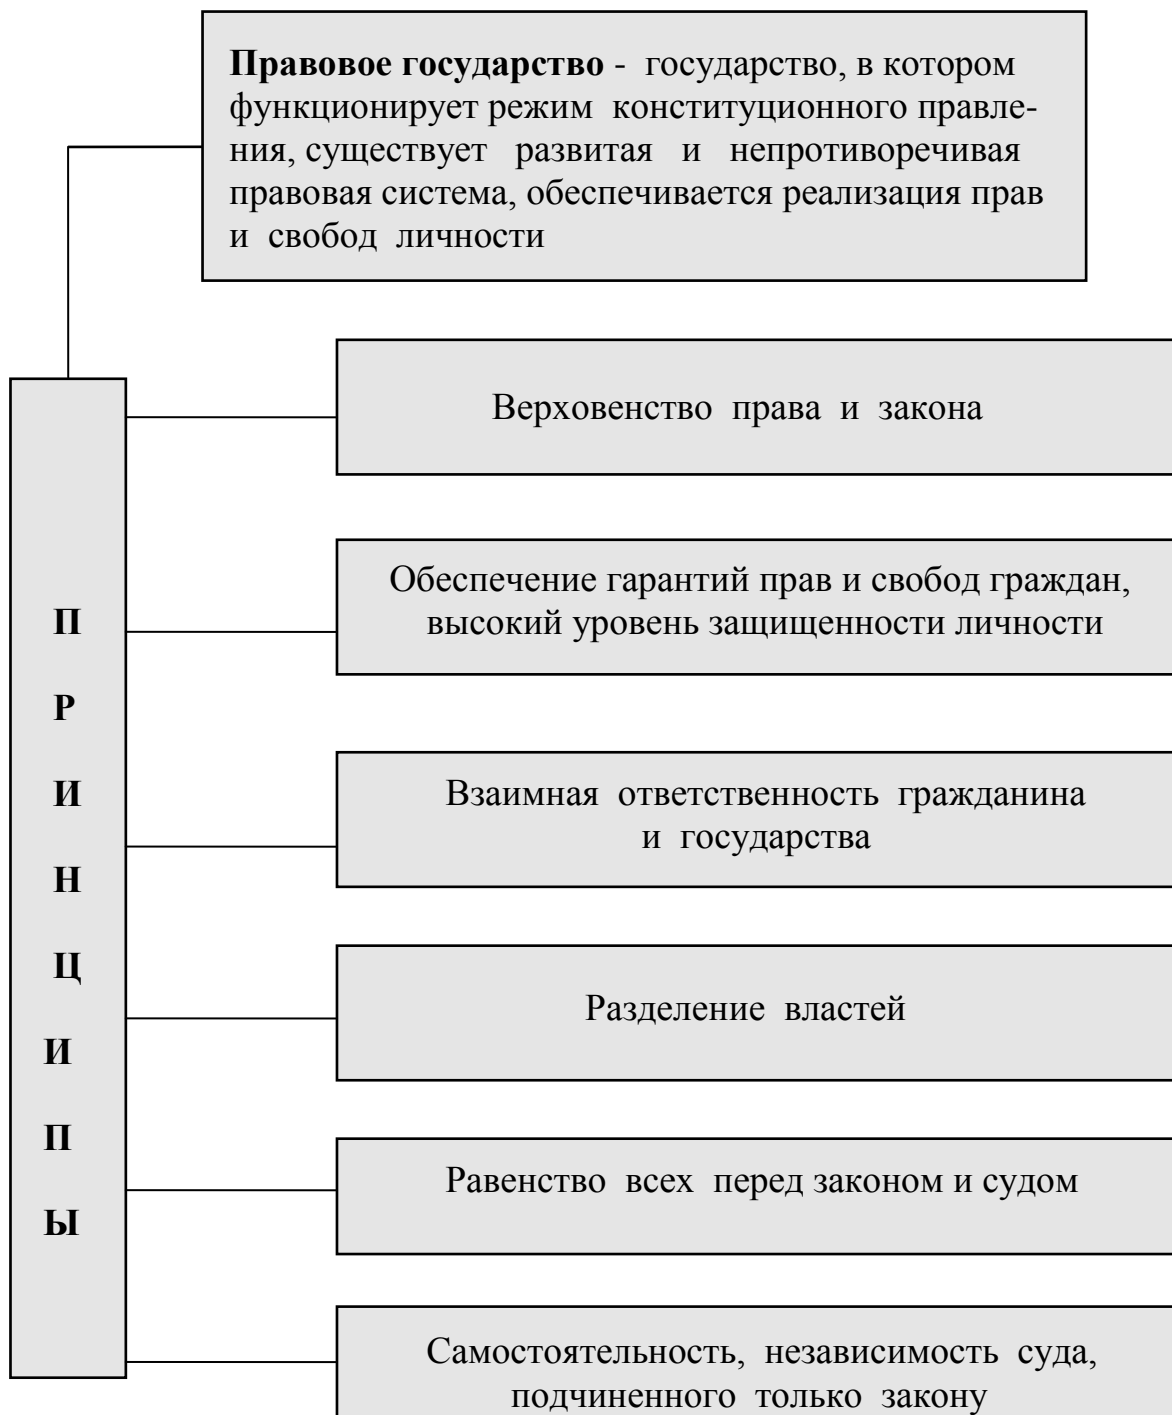 Правовое государство - государство, в котором
функционирует режим конституционного правле-
ния, существует развитая и непротиворечивая
правовая система, обеспечивается реализация прав
и свобод личности
ПРИНЦИПЫ
Верховенство права и закона
Обеспечение гарантий прав и свобод граждан,
высокий уровень защищенности личности
Взаимная ответственность гражданина
и государства
Разделение властей
Равенство всех перед законом и судом
Самостоятельность, независимость суда,
подчиненного только закону